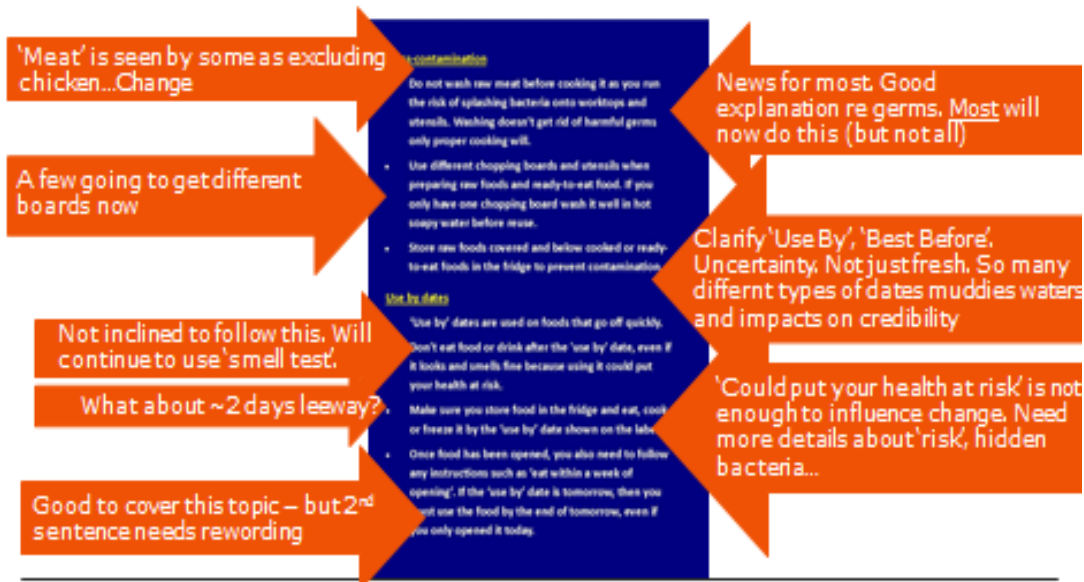 'Meat' is seen by some as excluding
chicken...Change
A few going to get different
boards now
Not inclined to follow this. Will
continue to use 'smell test'.
What about ~2 days leeway?
Good to cover this topic – but 2nd
sentence needs rewording
contamination
Do not wash raw meat before cooking it as you run
the risk of splashing bacteria onto worktops and
utensils. Washing doesn't get rid of harmful germs
only proper cooking will.
• Use different chopping boards and utensils when
preparing raw foods and ready-to-eat food. If you
only have one chopping board wash it well in hot
soapy water before reuse.
• Store raw foods covered and below cooked or ready-
to-eat foods in the fridge to prevent contamination
Use by dates
'Use by' dates are used on foods that go off quickly.
Don't eat food or drink after the 'use by' date, even if
it looks and smells fine because using it could put
your health at risk.
• Make sure you store food in the fridge and eat, cook
or freeze it by the 'use by' date shown on the
• Once food has been opened, you also need to follow
any instructions such as 'eat within a week of
opening'. If the 'use by' date is tomorrow, then you
use the food by the end of tomorrow, even if
you only opened it today.
News for most. Good
explanation re germs. Most will
now do this (but not all)
Clarify 'Use By', 'Best Before'.
Uncertainty. Not just fresh. So many
differnt types of dates muddies waters
and impacts on credibility
'Could put your health at risk' is not
enough to influence change. Need
more details about 'risk', hidden
bacteria...